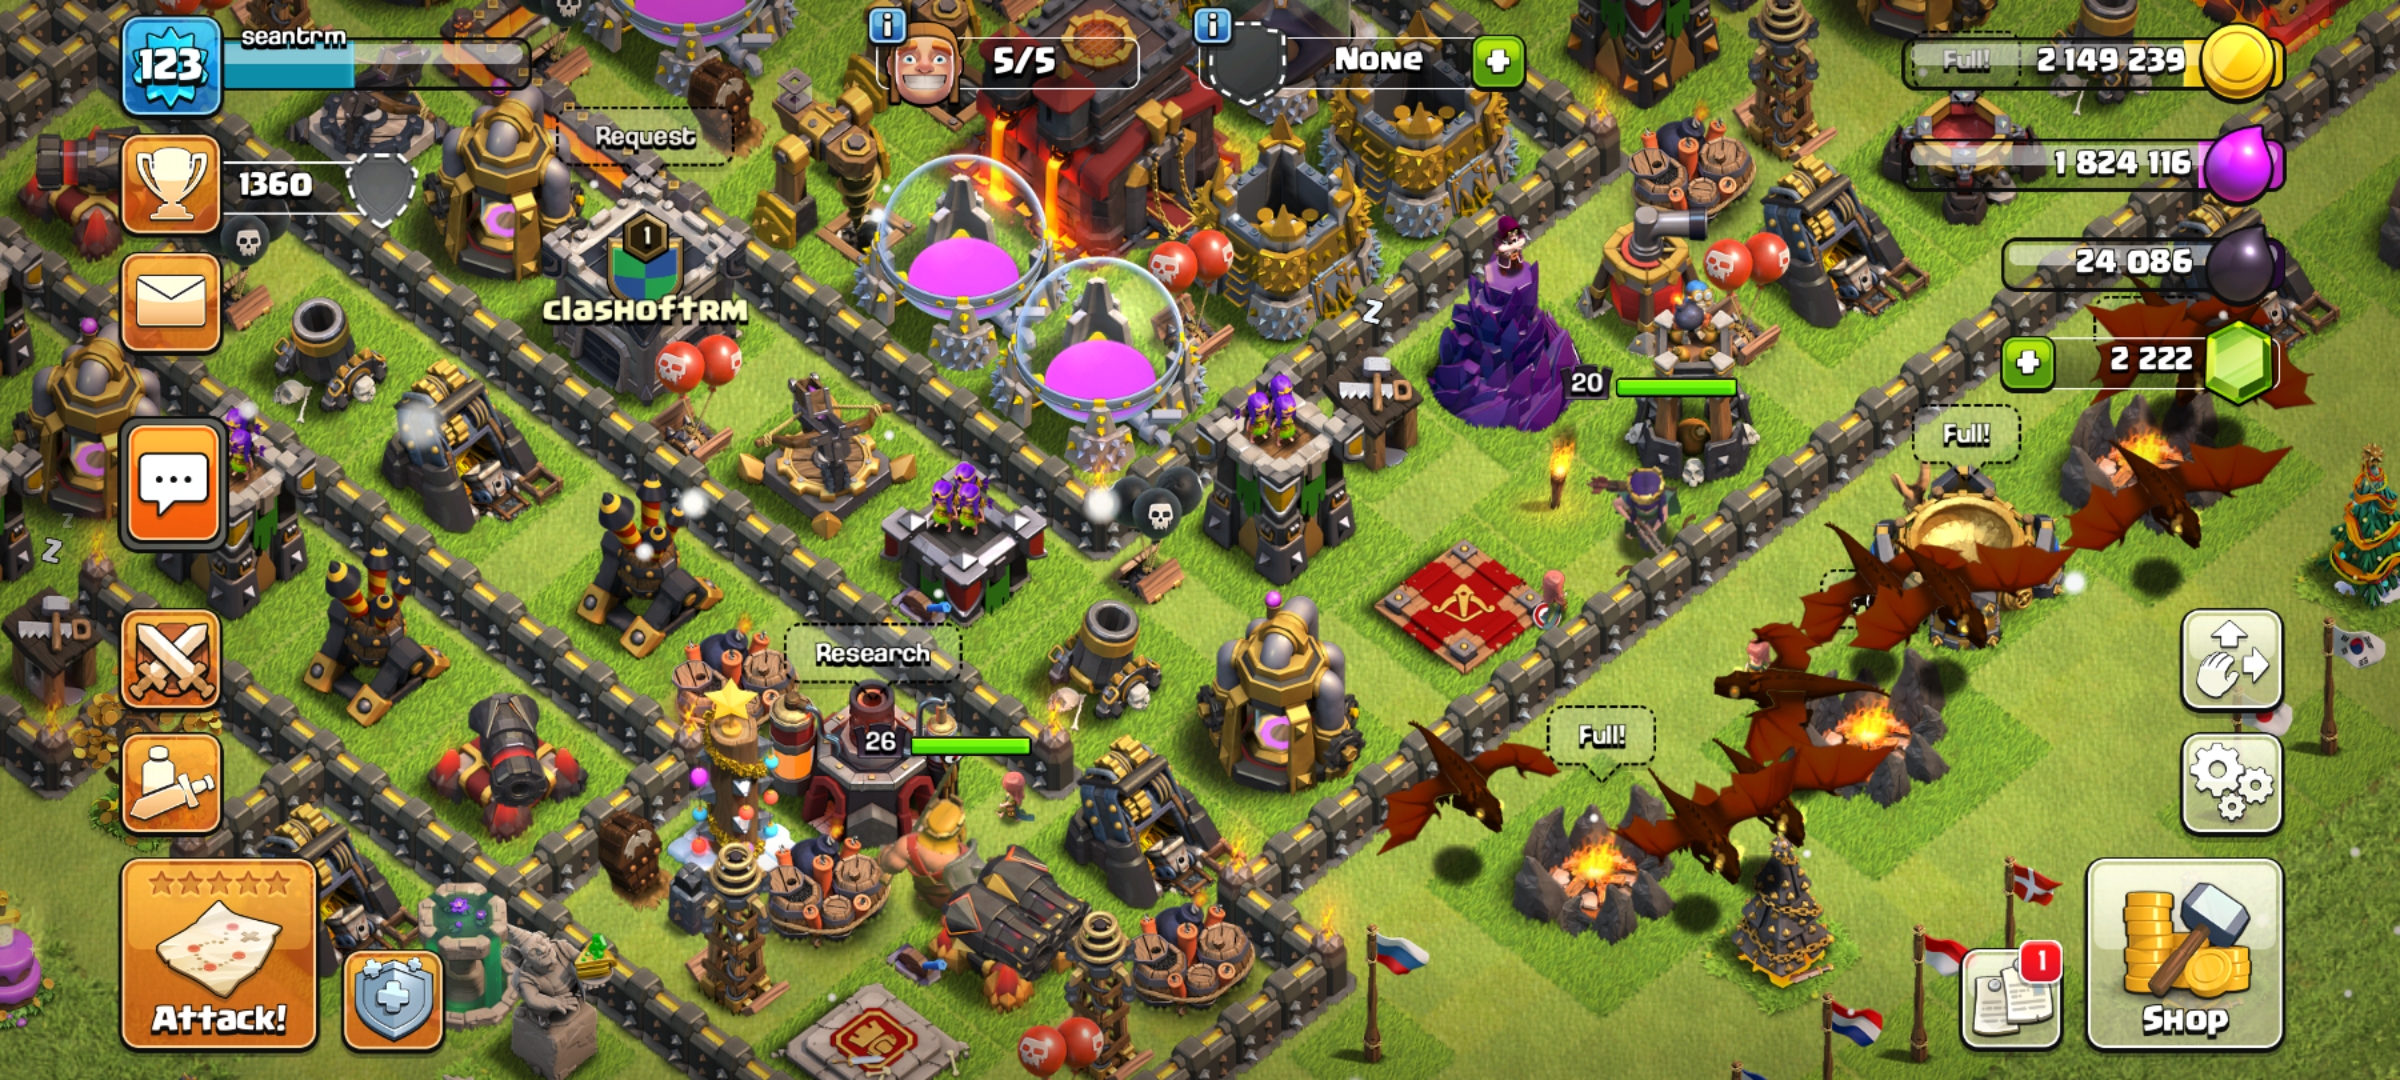 seantrm
123
5/5
None
Full!
2 149 239
Request
1360
1 824 116
1
24 086
clashoftRM
20
2 222
Full!
Research
26
Full!
Attack!
1
Shop
Z
Z
Z